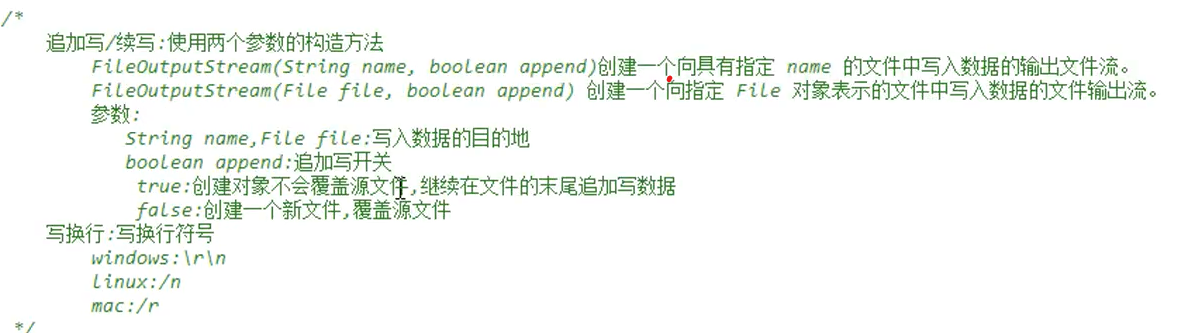 /*
追加写/续写:使用两个参数的构造方法
FileOutputStream(String name, boolean append)创建一个向具有指定 name 的文件中写入数据的输出文件流。
FileOutputStream(File file, boolean append) 创建一个向指定 File 对象表示的文件中写入数据的文件输出流。
参数:
String name,File file:写入数据的目的地
boolean append:追加写开关
true:创建对象不会覆盖源文件,继续在文件的末尾追加写数据
false:创建一个新文件,覆盖源文件
写换行:写换行符号
windows:\r\n
linux:/n
mac:/r
*/